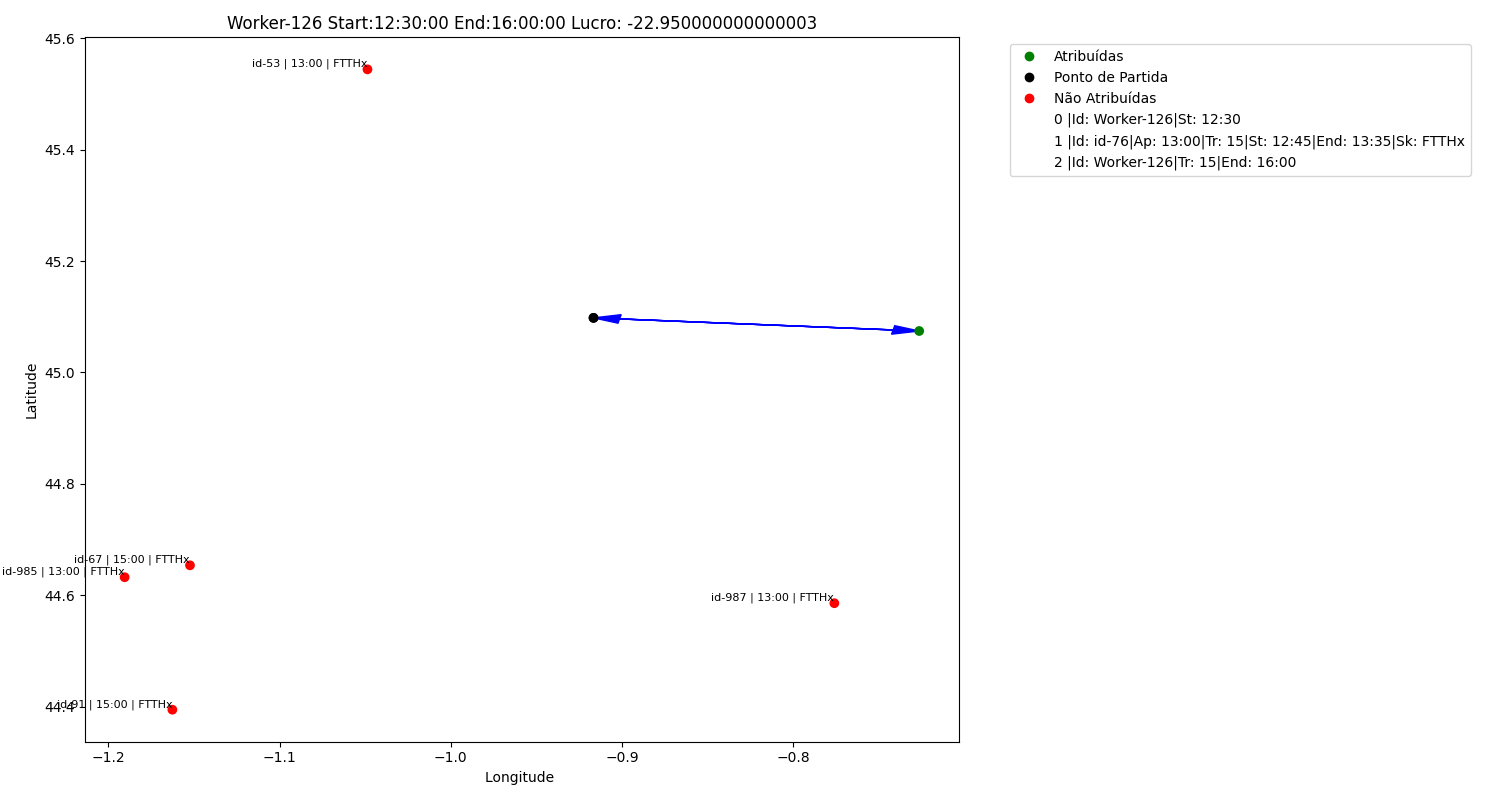 Worker-126 Start:12:30:00 End:16:00:00 Lucro: -22.950000000000003
45.6
45.4
45.2
45.0
44.8
44.6
44.4
Latitude
id-53 | 13:00 | FTTHx
id-67 | 15:00 | FTTHx
id-985 | 13:00 | FTTHx
id-987 | 13:00 | FTTHx
id-91 | 15:00 | FTTHx
−1.2
−1.1
−1.0
−0.9
−0.8
Longitude
Atribuídas
Ponto de Partida
Não Atribuídas
0 |Id: Worker-126|St: 12:30
1 |Id: id-76|Ap: 13:00|Tr: 15|St: 12:45|End: 13:35|Sk: FTTHx
2 |Id: Worker-126|Tr: 15|End: 16:00